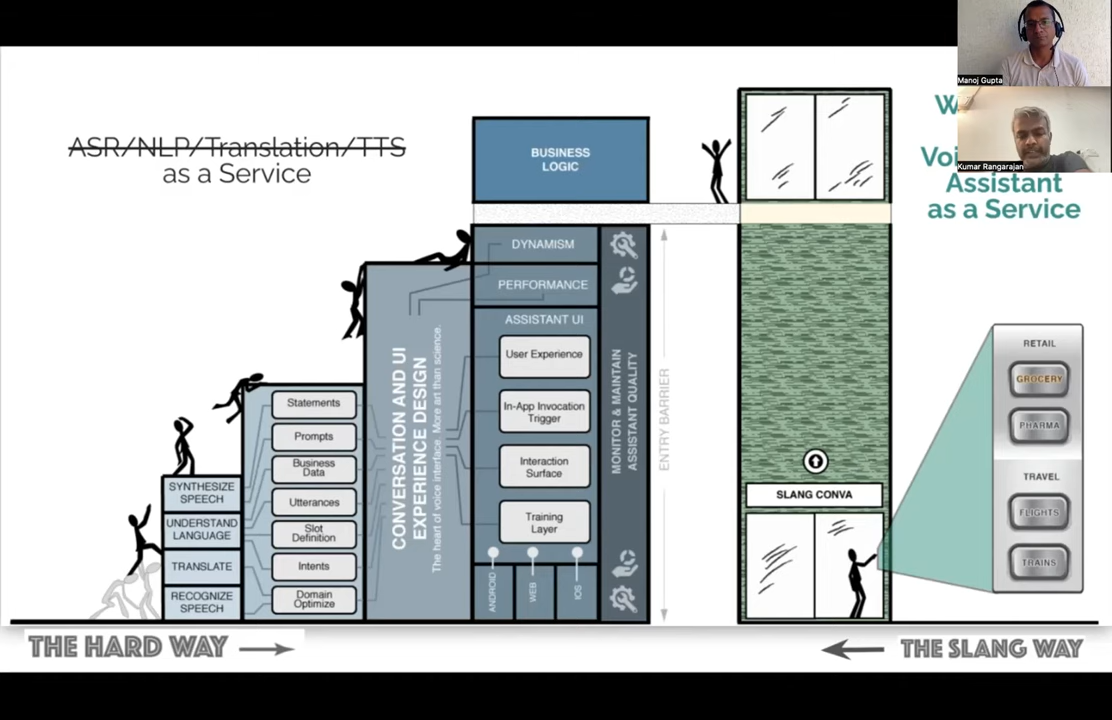 Manoj Gupta
Kumar Rangarajan
ASR/NLP/Translation/TTS
as a Service
Assistant
as a Service
BUSINESS
LOGIC
DYNAMISM
PERFORMANCE
ASSISTANT UI
User Experience
In-App Invocation
Trigger
Interaction
Surface
Training
Layer
ANDROID
WEB
IOS
MONITOR & MAINTAIN
ASSISTANT QUALITY
ENTRY BARRIER
CONVERSATION AND UI
EXPERIENCE DESIGN
The heart of voice interface. More art than science.
Statements
Prompts
Business
Data
Utterances
Slot
Definition
Intents
Domain
Optimize
SYNTHESIZE
SPEECH
UNDERSTAND
LANGUAGE
TRANSLATE
RECOGNIZE
SPEECH
SLANG CONVA
RETAIL
GROCERY
PHARMA
TRAVEL
FLIGHTS
TRAINS
THE HARD WAY
THE SLANG WAY